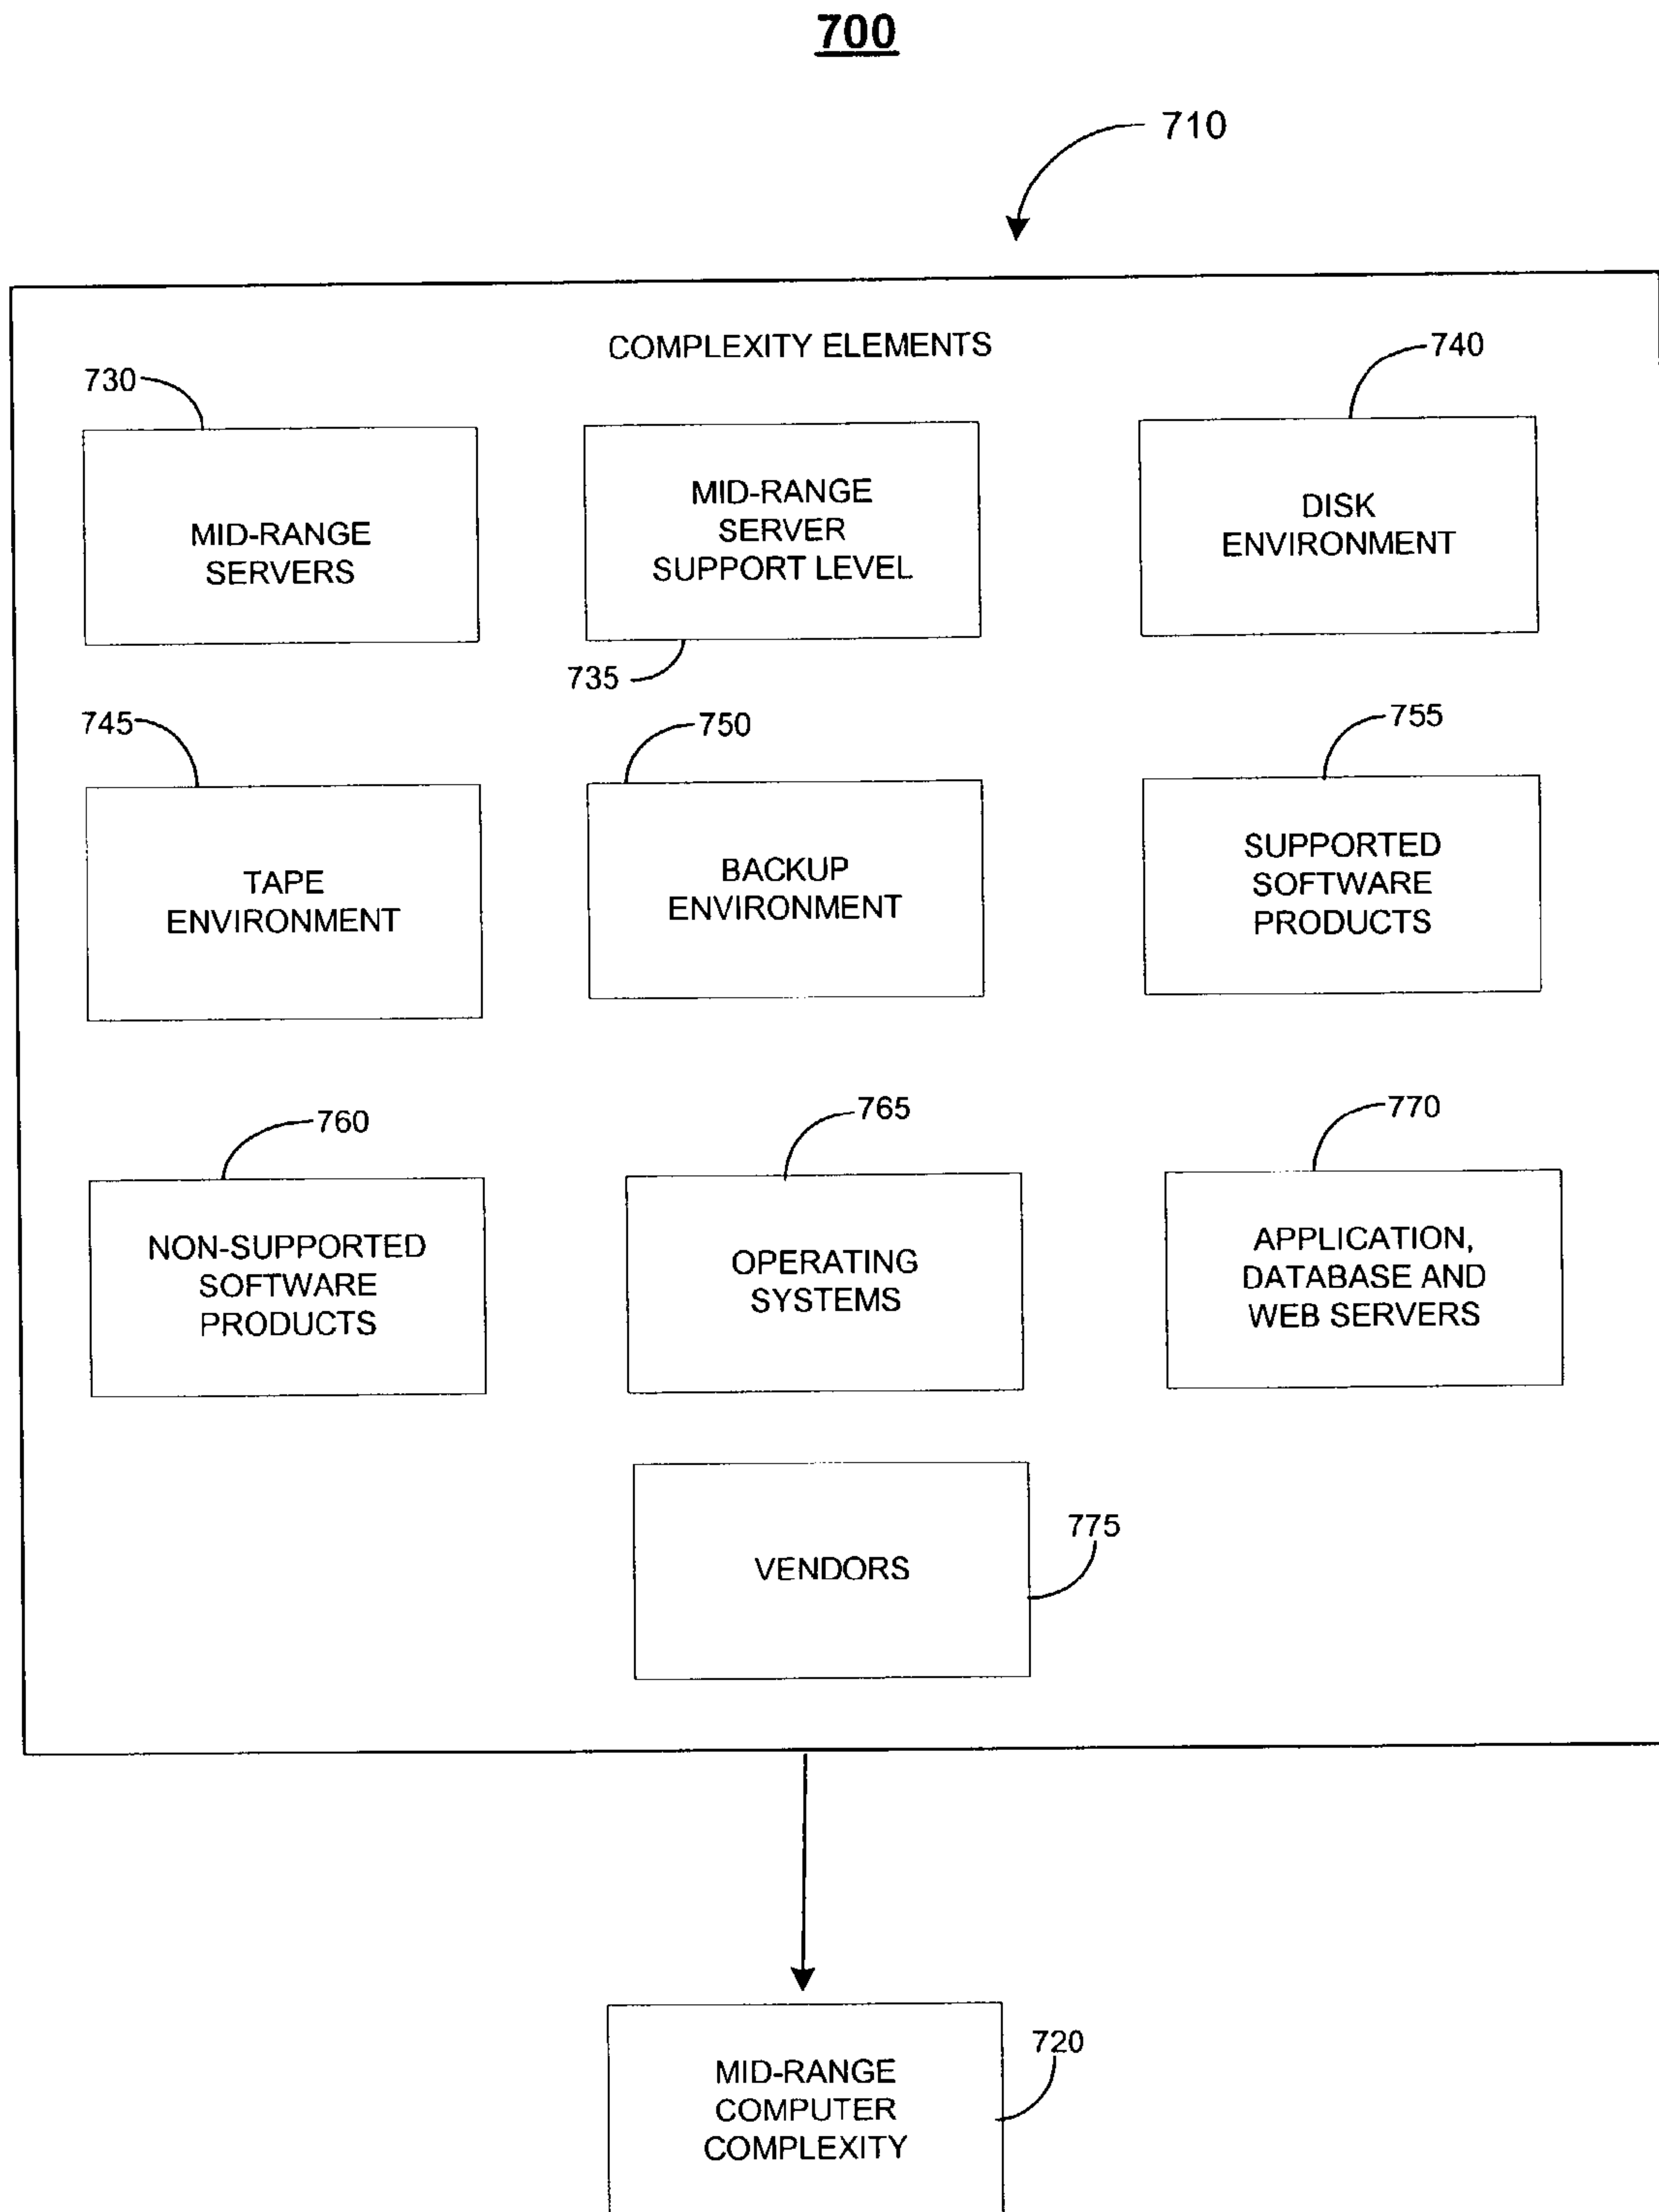 700
710
COMPLEXITY ELEMENTS
730
740
MID-RANGE
SERVERS
MID-RANGE
SERVER
SUPPORT LEVEL
DISK
ENVIRONMENT
735
745
750
755
TAPE
ENVIRONMENT
BACKUP
ENVIRONMENT
SUPPORTED
SOFTWARE
PRODUCTS
760
765
770
NON-SUPPORTED
SOFTWARE
PRODUCTS
OPERATING
SYSTEMS
APPLICATION,
DATABASE AND
WEB SERVERS
VENDORS
775
MID-RANGE
COMPUTER
COMPLEXITY
720